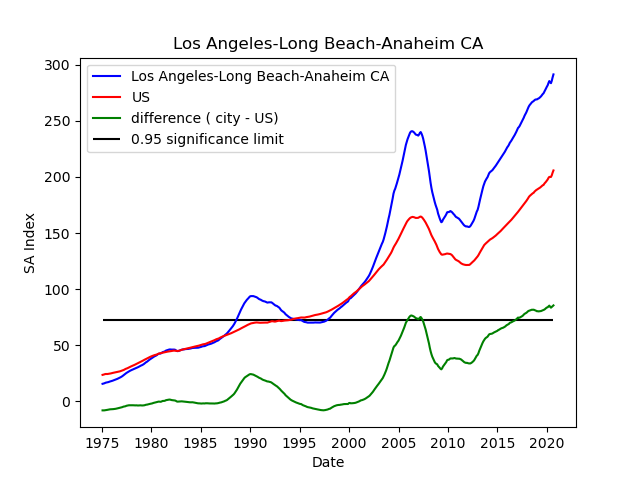 Los Angeles-Long Beach-Anaheim CA
300
250
200
150
100
50
0
SA Index
Los Angeles-Long Beach-Anaheim CA
US
difference ( city - US)
0.95 significance limit
1975 1980 1985 1990 1995 2000 2005 2010 2015 2020
Date